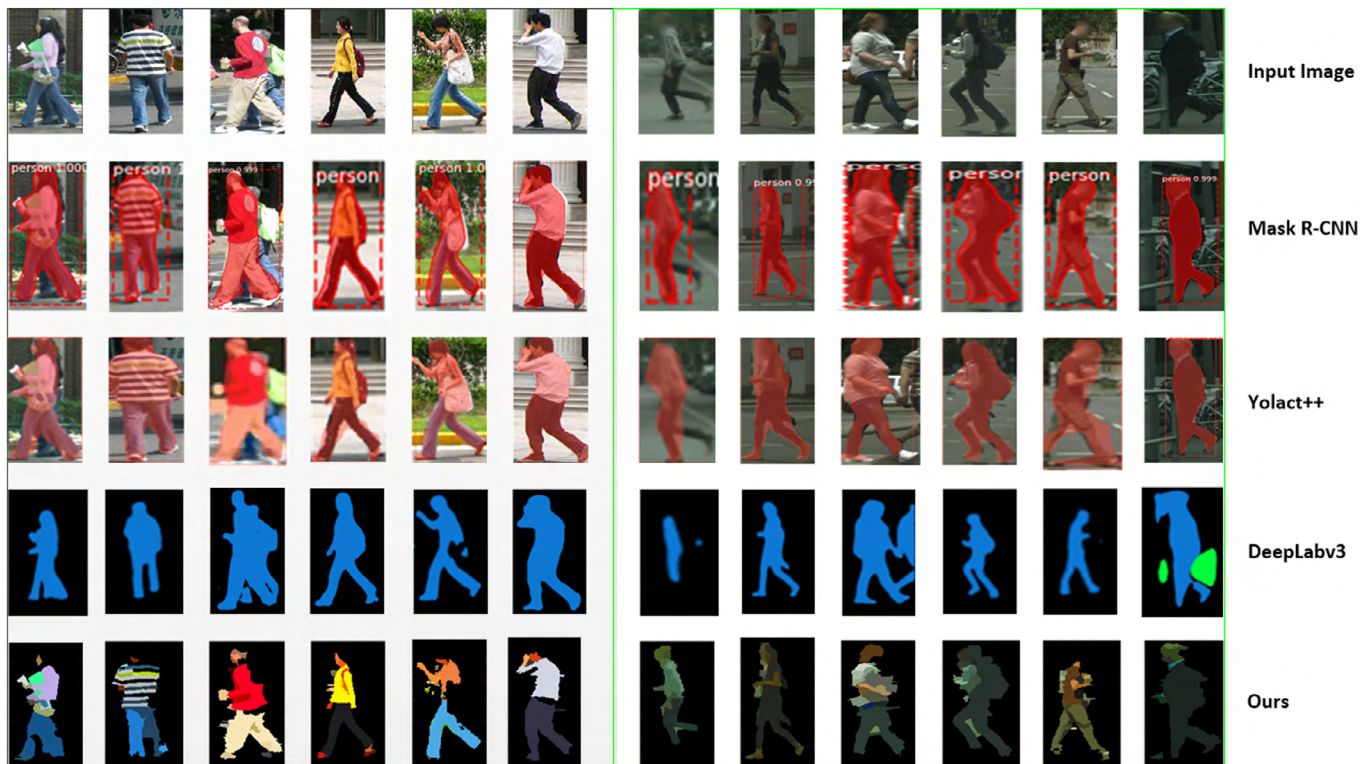 Input Image
person 1.000
person 1
person 0.999
person
person 1.0
person
person 0.99
perso
person
person
person 0.999
Mask R-CNN
Yolact++
DeepLabv3
Ours